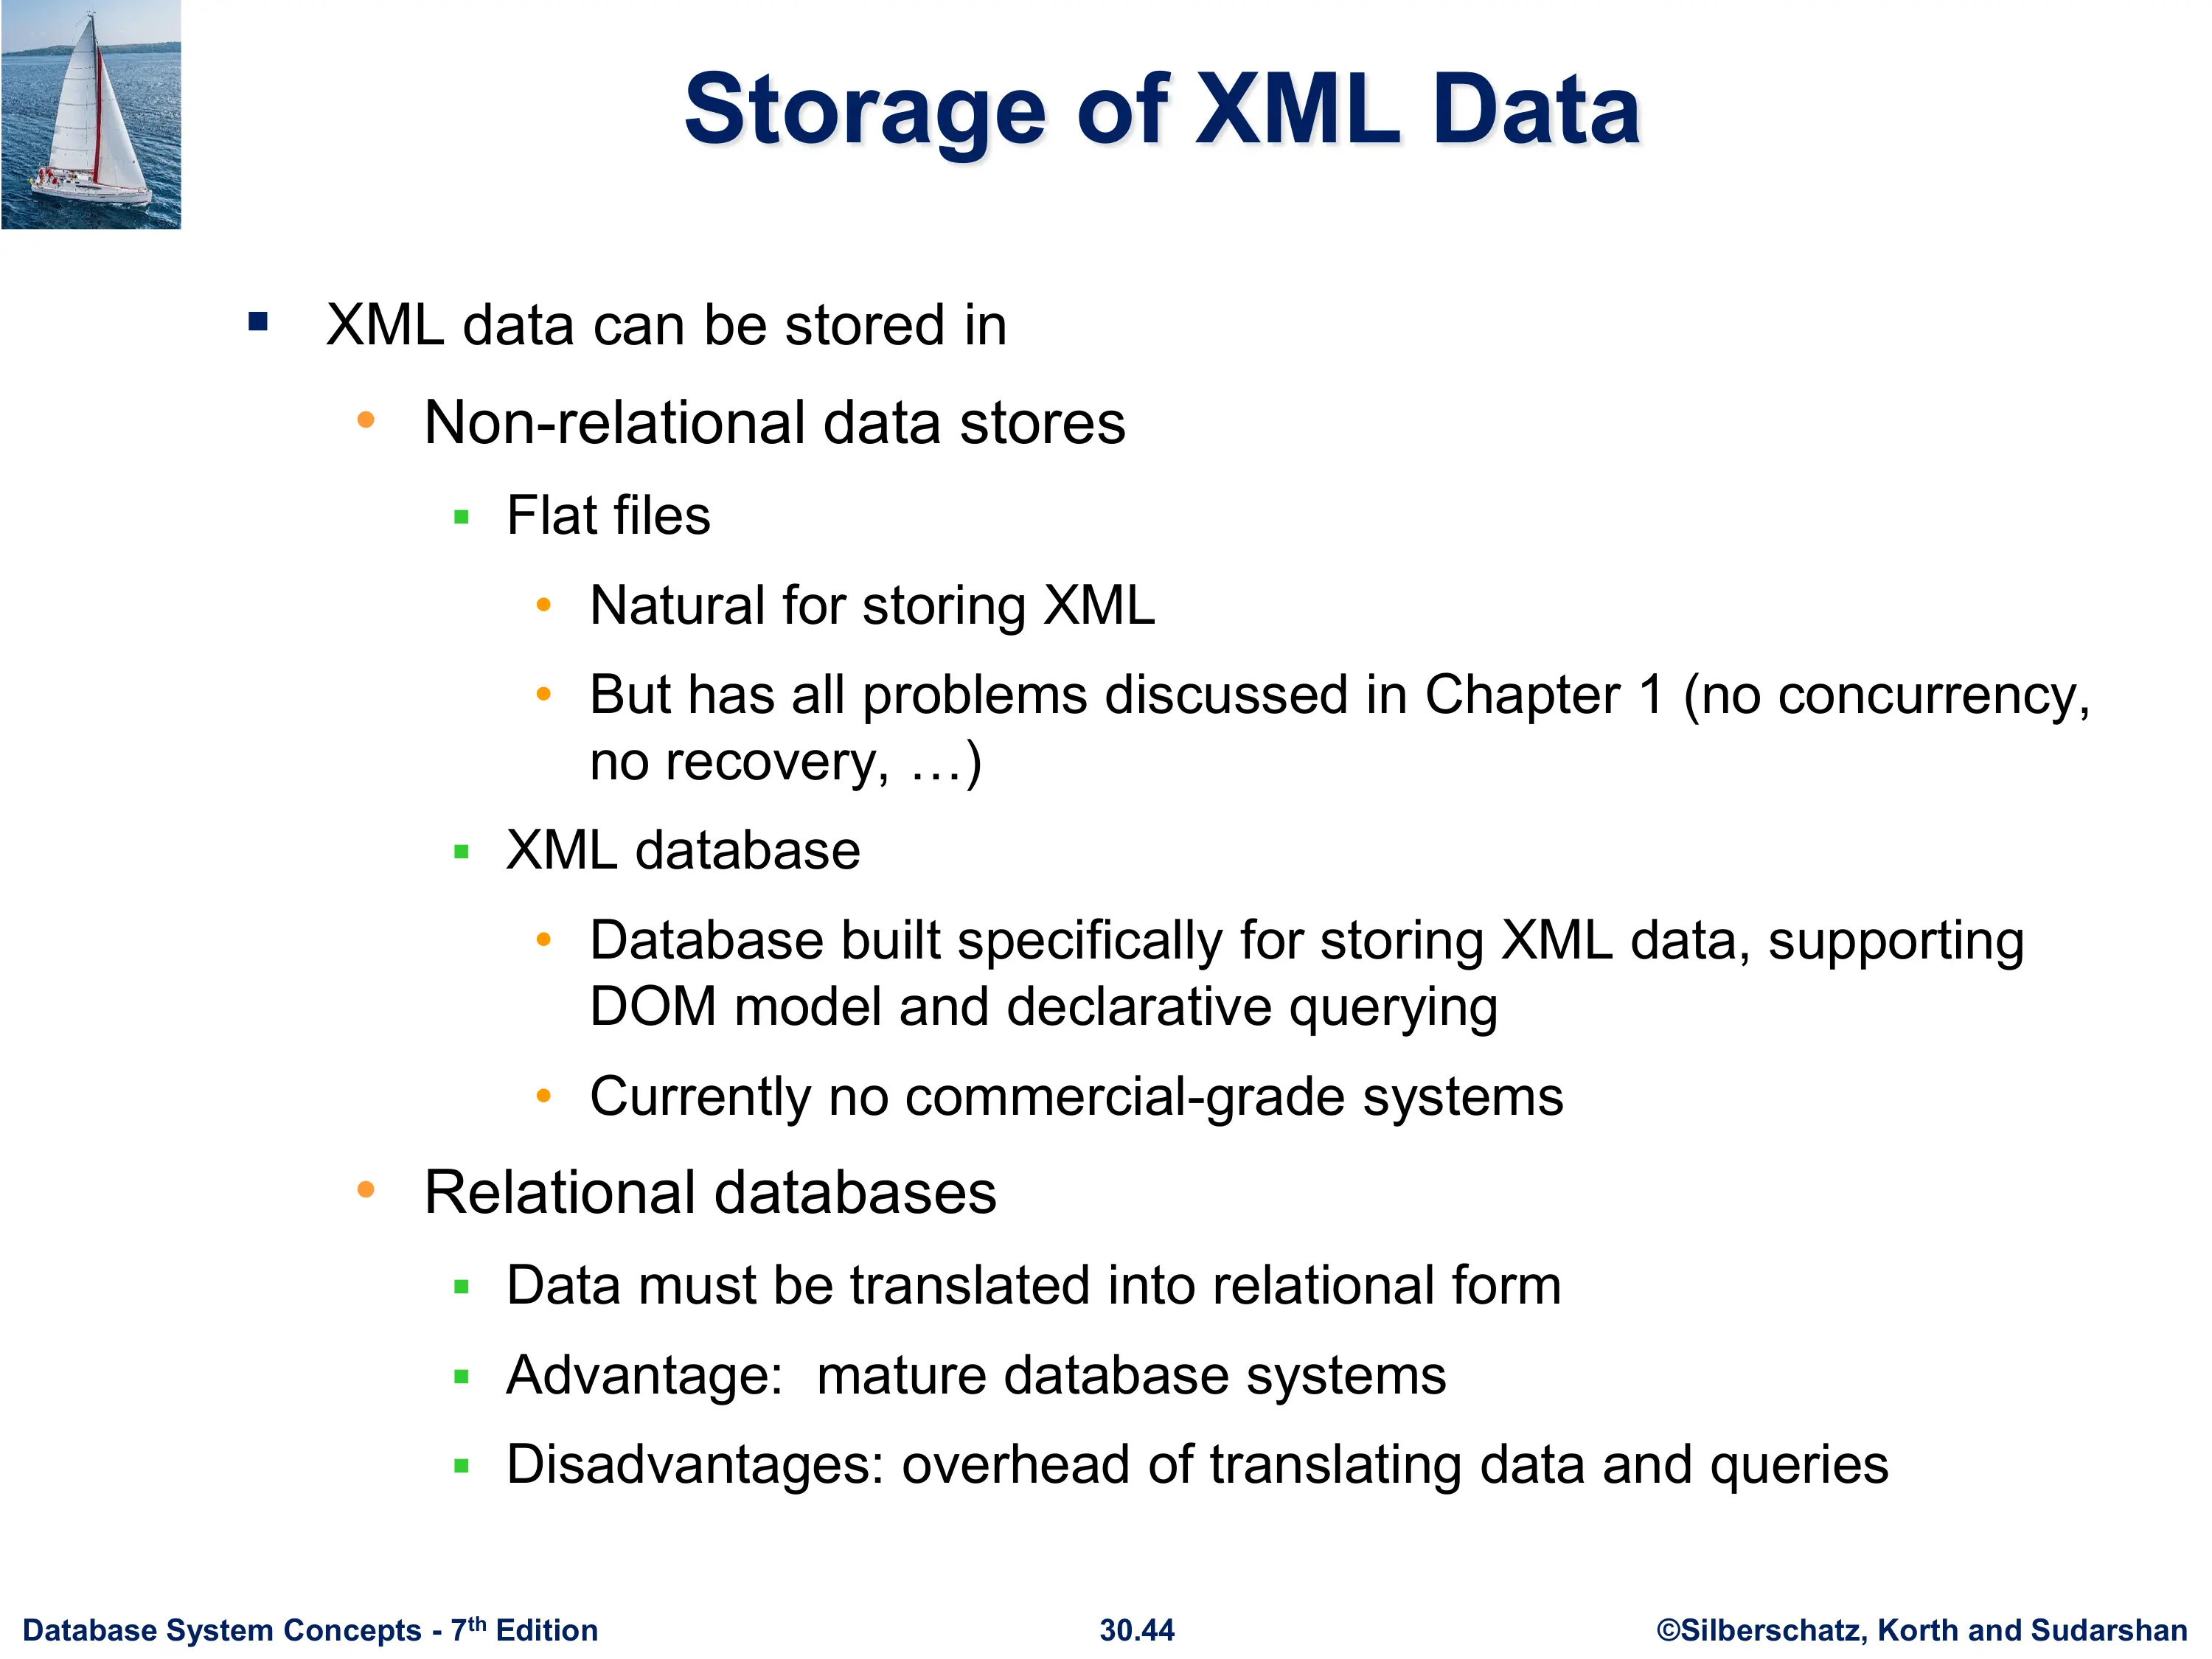 Storage of XML Data
▪ XML data can be stored in
• Non-relational data stores
▪ Flat files
• Natural for storing XML
• But has all problems discussed in Chapter 1 (no concurrency,
no recovery, …)
▪ XML database
• Database built specifically for storing XML data, supporting
DOM model and declarative querying
• Currently no commercial-grade systems
• Relational databases
▪ Data must be translated into relational form
▪ Advantage:  mature database systems
▪ Disadvantages: overhead of translating data and queries
Database System Concepts - 7th Edition
30.44
©Silberschatz, Korth and Sudarshan